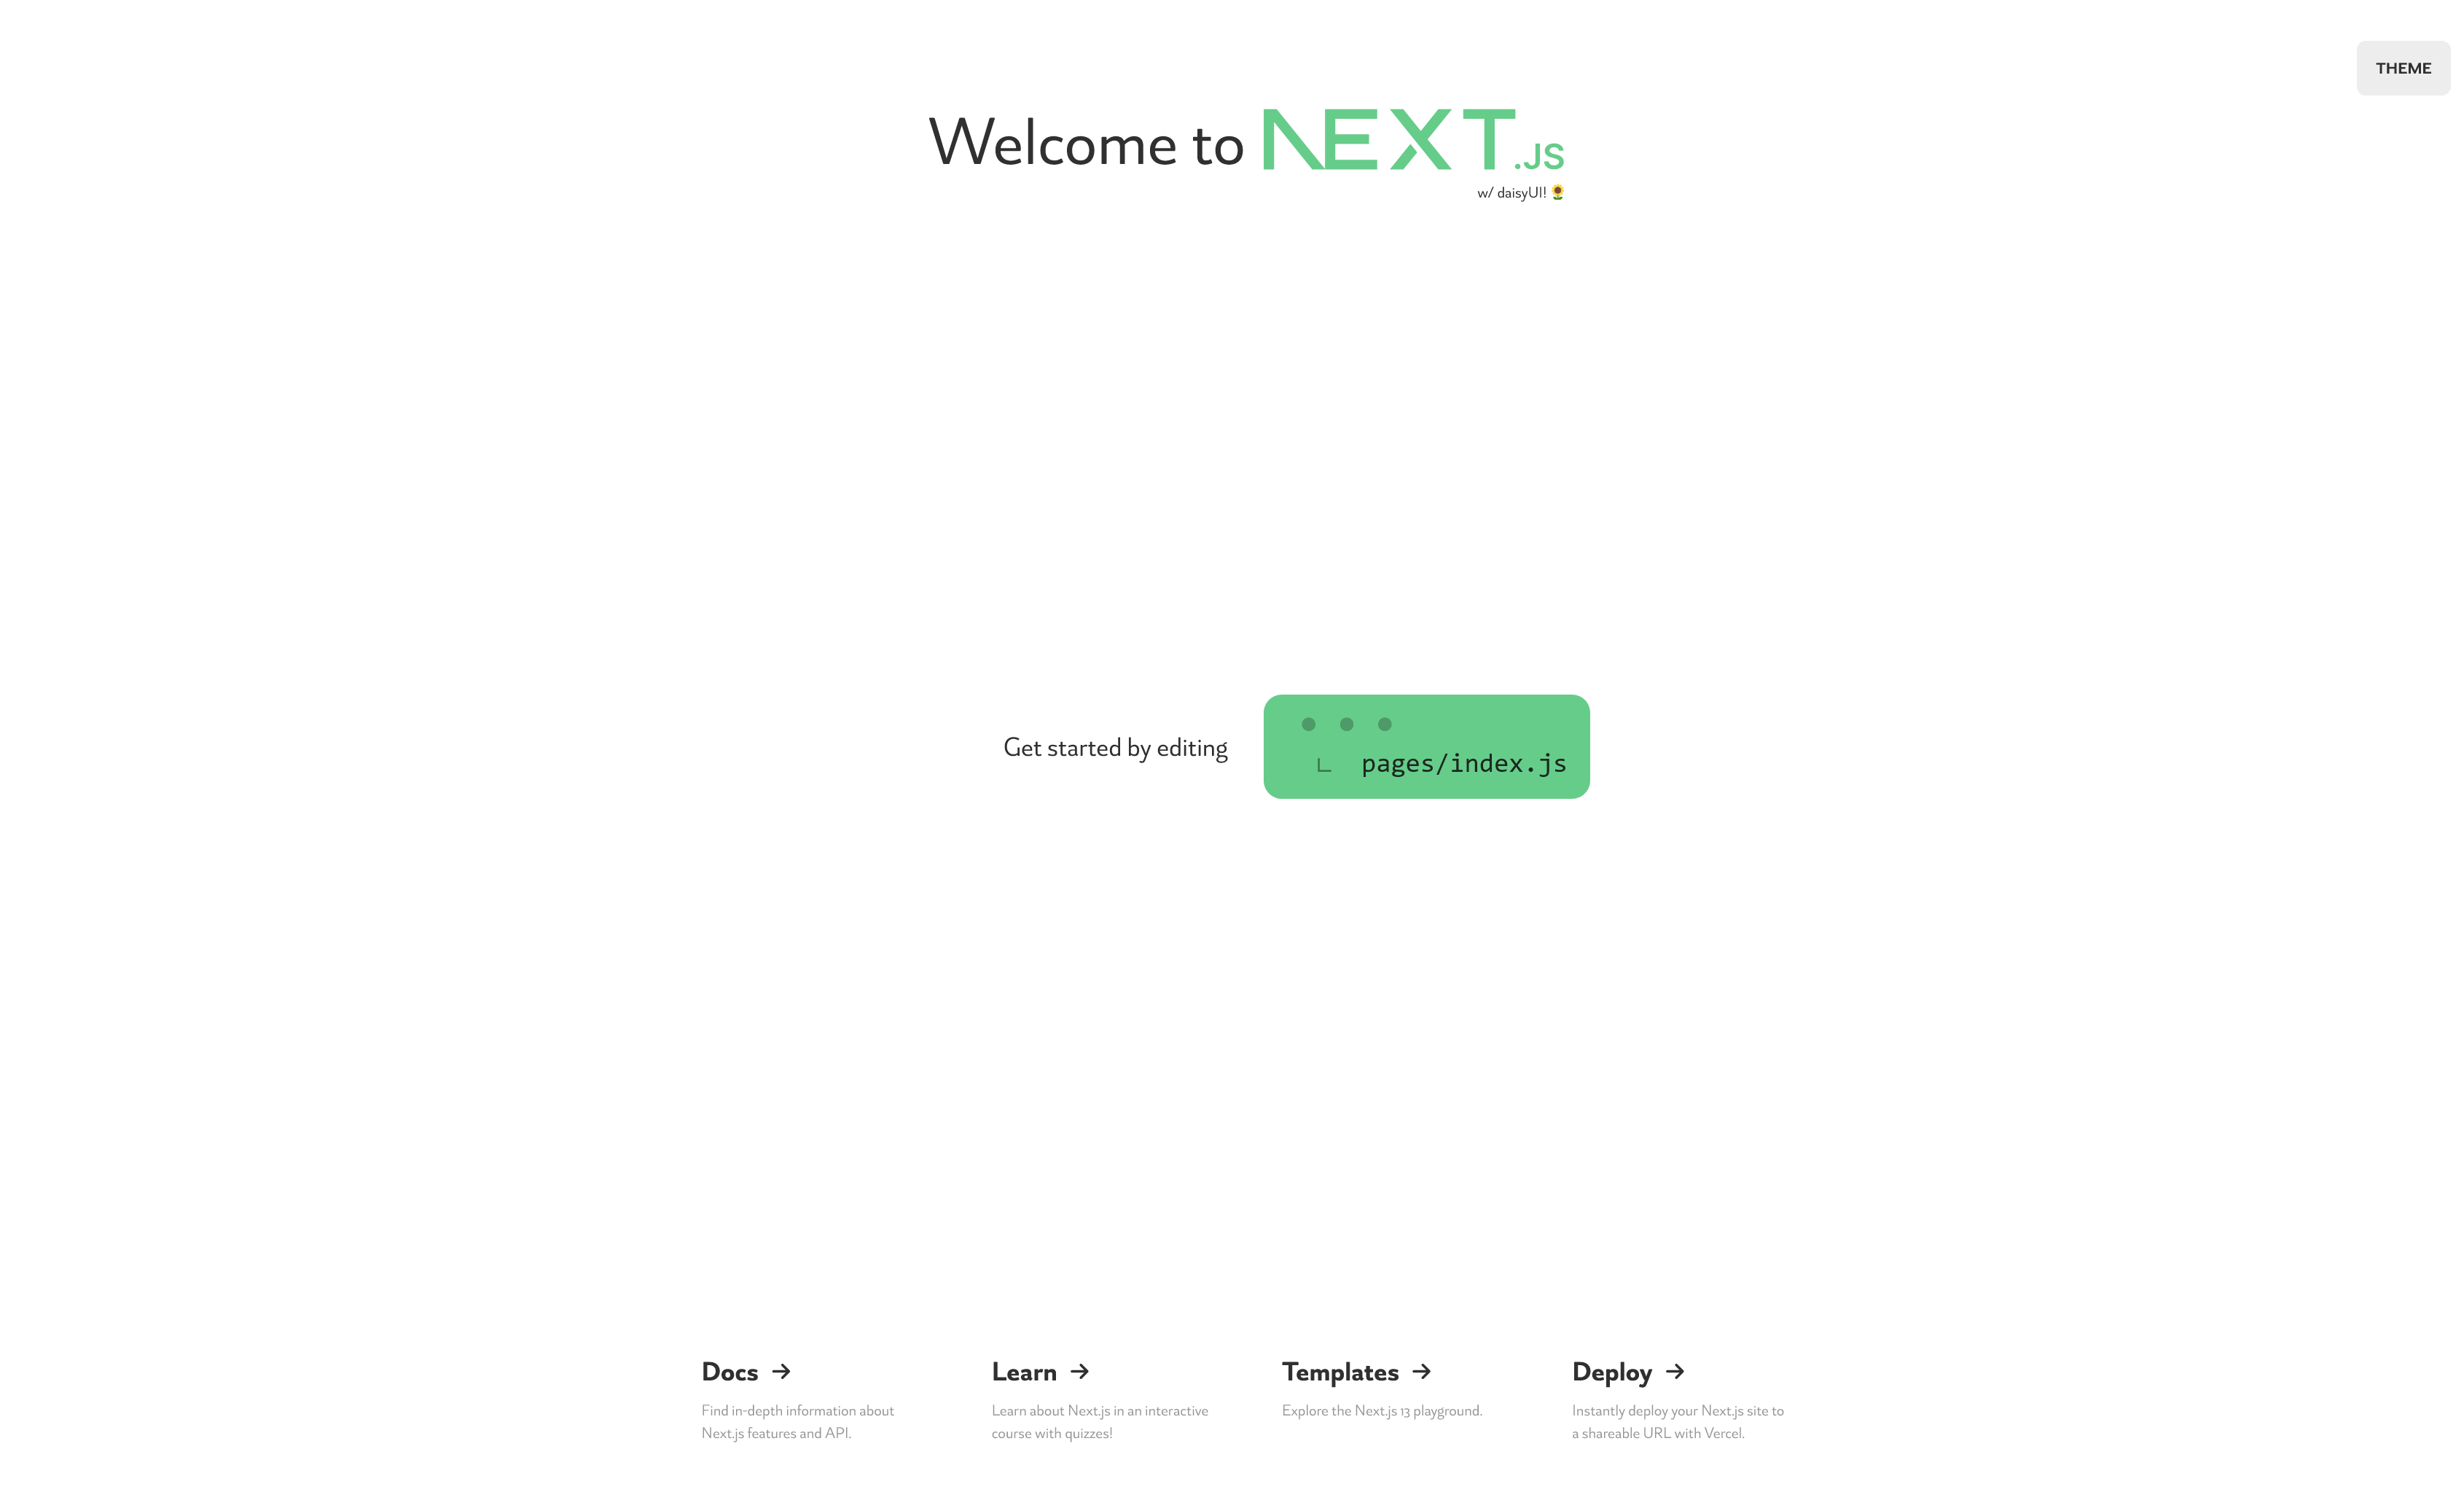 THEME
Welcome to NEXT.JS
w/ daisyUI! 🌻
Get started by editing
pages/index.js
Docs →
Find in-depth information about
Next.js features and API.
Learn →
Learn about Next.js in an interactive
course with quizzes!
Templates →
Explore the Next.js 13 playground.
Deploy →
Instantly deploy your Next.js site to
a shareable URL with Vercel.